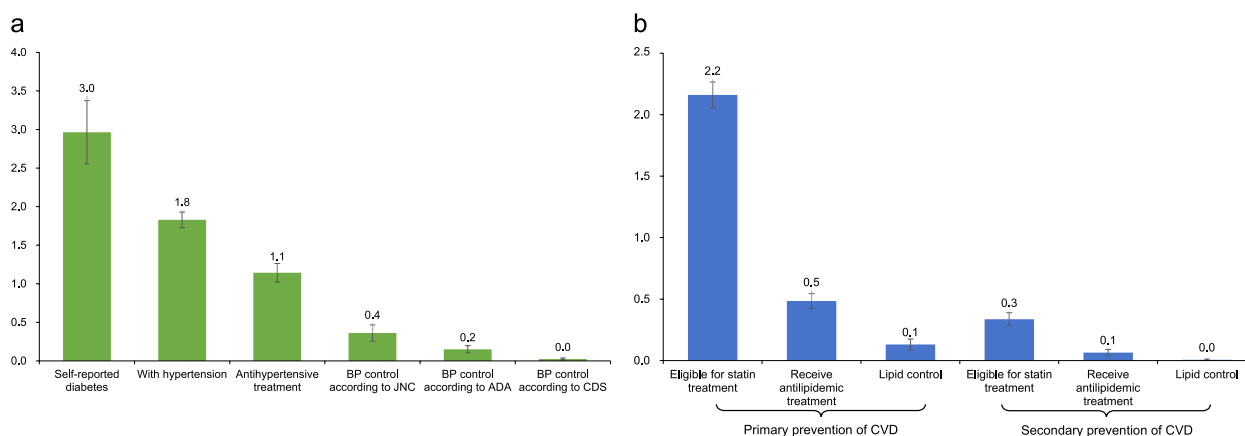 a
4.0
3.5
3.0
2.5
2.0
1.5
1.0
0.5
0.0
3.0
1.8
1.1
0.4
0.2
0.0
Self-reported
diabetes
With hypertension
Antihypertensive
treatment
BP control
according to JNC
BP control
according to ADA
BP control
according to CDS
b
2.5
2.0
1.5
1.0
0.5
0.0
2.2
0.5
0.1
0.3
0.1
0.0
Eligible for statin
treatment
Receive
antilipidemic
treatment
Lipid control
Eligible for statin
treatment
Receive
antilipidemic
treatment
Lipid control
Primary prevention of CVD
Secondary prevention of CVD